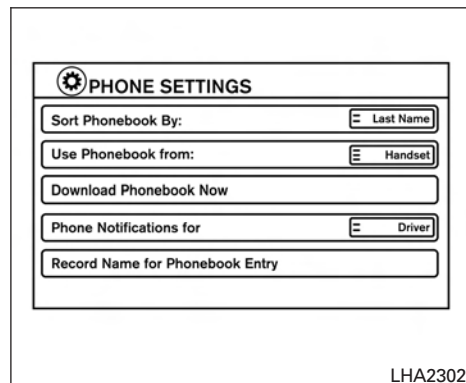 PHONE SETTINGS
Sort Phonebook By: Last Name
Use Phonebook from: Handset
Download Phonebook Now
Phone Notifications for Driver
Record Name for Phonebook Entry
LHA2302